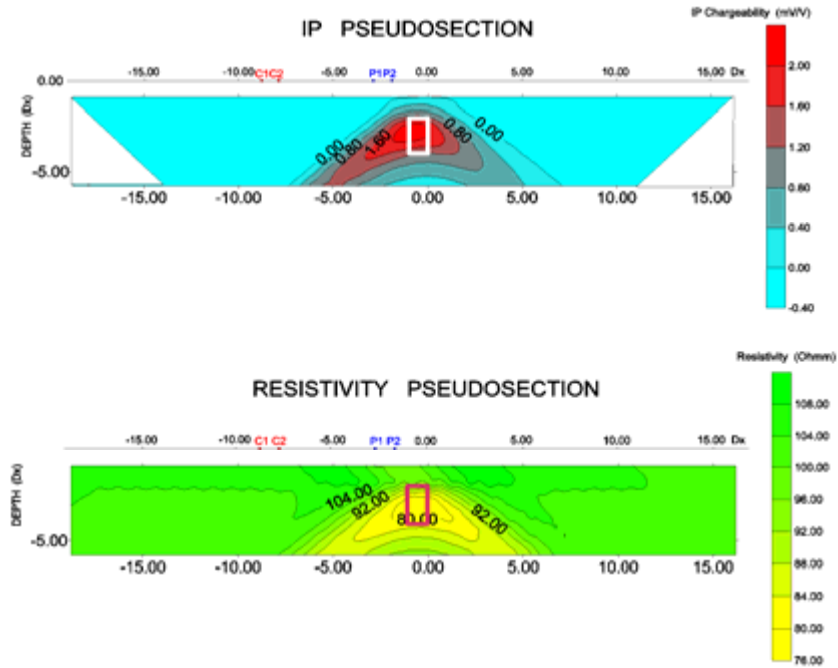 IP Chargeability (mV/V)
IP PSEUDOSECTION
-15.00 -10.00 C1C2 -5.00 P1P2 0.00 5.00 10.00 15.00 Dx
0.00
DEPTH (Dx)
-5.00
0.00 0.80 1.60 0.80 0.00
-15.00 -10.00 -5.00 0.00 5.00 10.00 15.00
2.00
1.60
1.20
0.80
0.40
0.00
-0.40
Resistivity (Ohmm)
RESISTIVITY PSEUDOSECTION
-15.00 -10.00 C1 C2 -5.00 P1 P2 0.00 5.00 10.00 15.00 Dx
DEPTH (Dx)
-5.00
104.00 92.00 80.00 92.00
-15.00 -10.00 -5.00 0.00 5.00 10.00 15.00
108.00
104.00
100.00
96.00
92.00
88.00
84.00
80.00
76.00